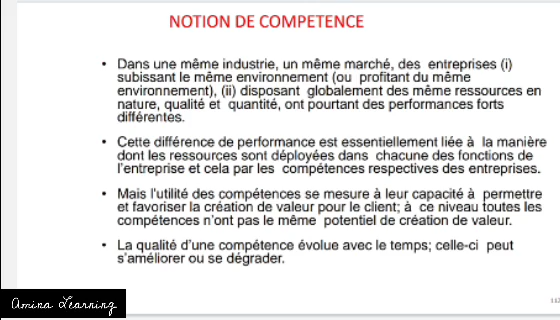 NOTION DE COMPETENCE
• Dans une même industrie, un même marché, des entreprises (i)
subissant le même environnement (ou profitant du même
environnement), (ii) disposant globalement des même ressources en
nature, qualité et quantité, ont pourtant des performances forts
différentes.
• Cette différence de performance est essentiellement liée à la manière
dont les ressources sont déployées dans chacune des fonctions de
l'entreprise et cela par les compétences respectives des entreprises.
• Mais l'utilité des compétences se mesure à leur capacité à permettre
et favoriser la création de valeur pour le client; à ce niveau toutes les
compétences n'ont pas le même potentiel de création de valeur.
• La qualité d'une compétence évolue avec le temps; celle-ci peut
s'améliorer ou se dégrader.
amina Learning